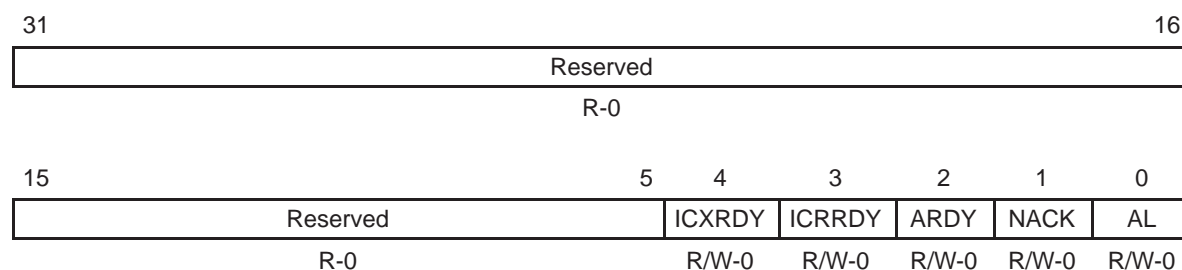 31 16
Reserved
R-0
15 5 4 3 2 1 0
Reserved ICXRDY ICRRDY ARDY NACK AL
R-0 R/W-0 R/W-0 R/W-0 R/W-0 R/W-0